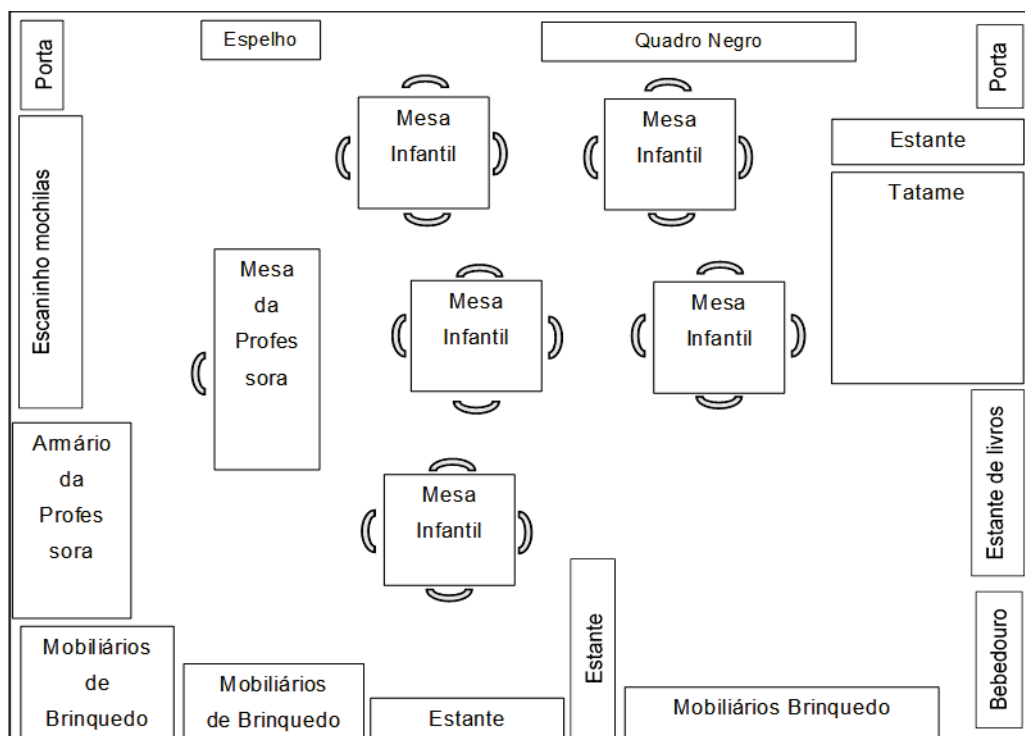 Porta
Espelho
Quadro Negro
Porta
Mesa
Infantil
Mesa
Infantil
Estante
Tatame
Escaninho mochilas
Mesa
da
Profes
sora
Mesa
Infantil
Mesa
Infantil
Armário
da
Profes
sora
Mesa
Infantil
Estante de livros
Estante
Bebedouro
Mobiliários
de
Brinquedo
Mobiliários
de Brinquedo
Estante
Mobiliários Brinquedo